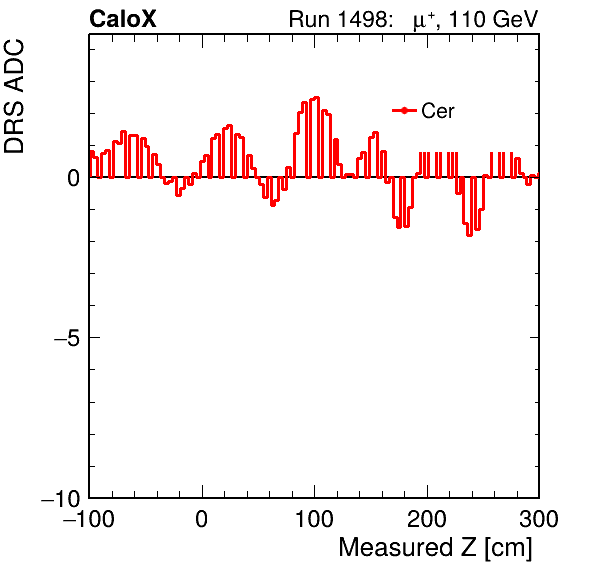 CaloX Run 1498: μ⁺, 110 GeV
DRS ADC
Cer
0
−5
−10
−100 0 100 200 300
Measured Z [cm]